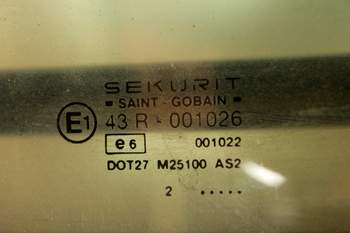 SEKURIT
SAINT-GOBAIN
E1 43 R - 001026
e6 001022
DOT27 M25100 AS2
2 .....